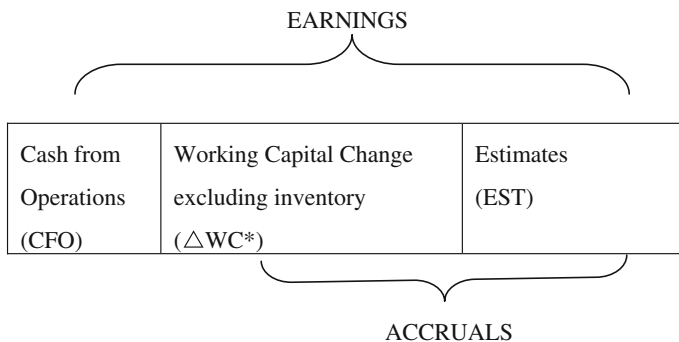 EARNINGS
Cash from
Operations
(CFO)
Working Capital Change
excluding inventory
(△WC*)
Estimates
(EST)
ACCRUALS